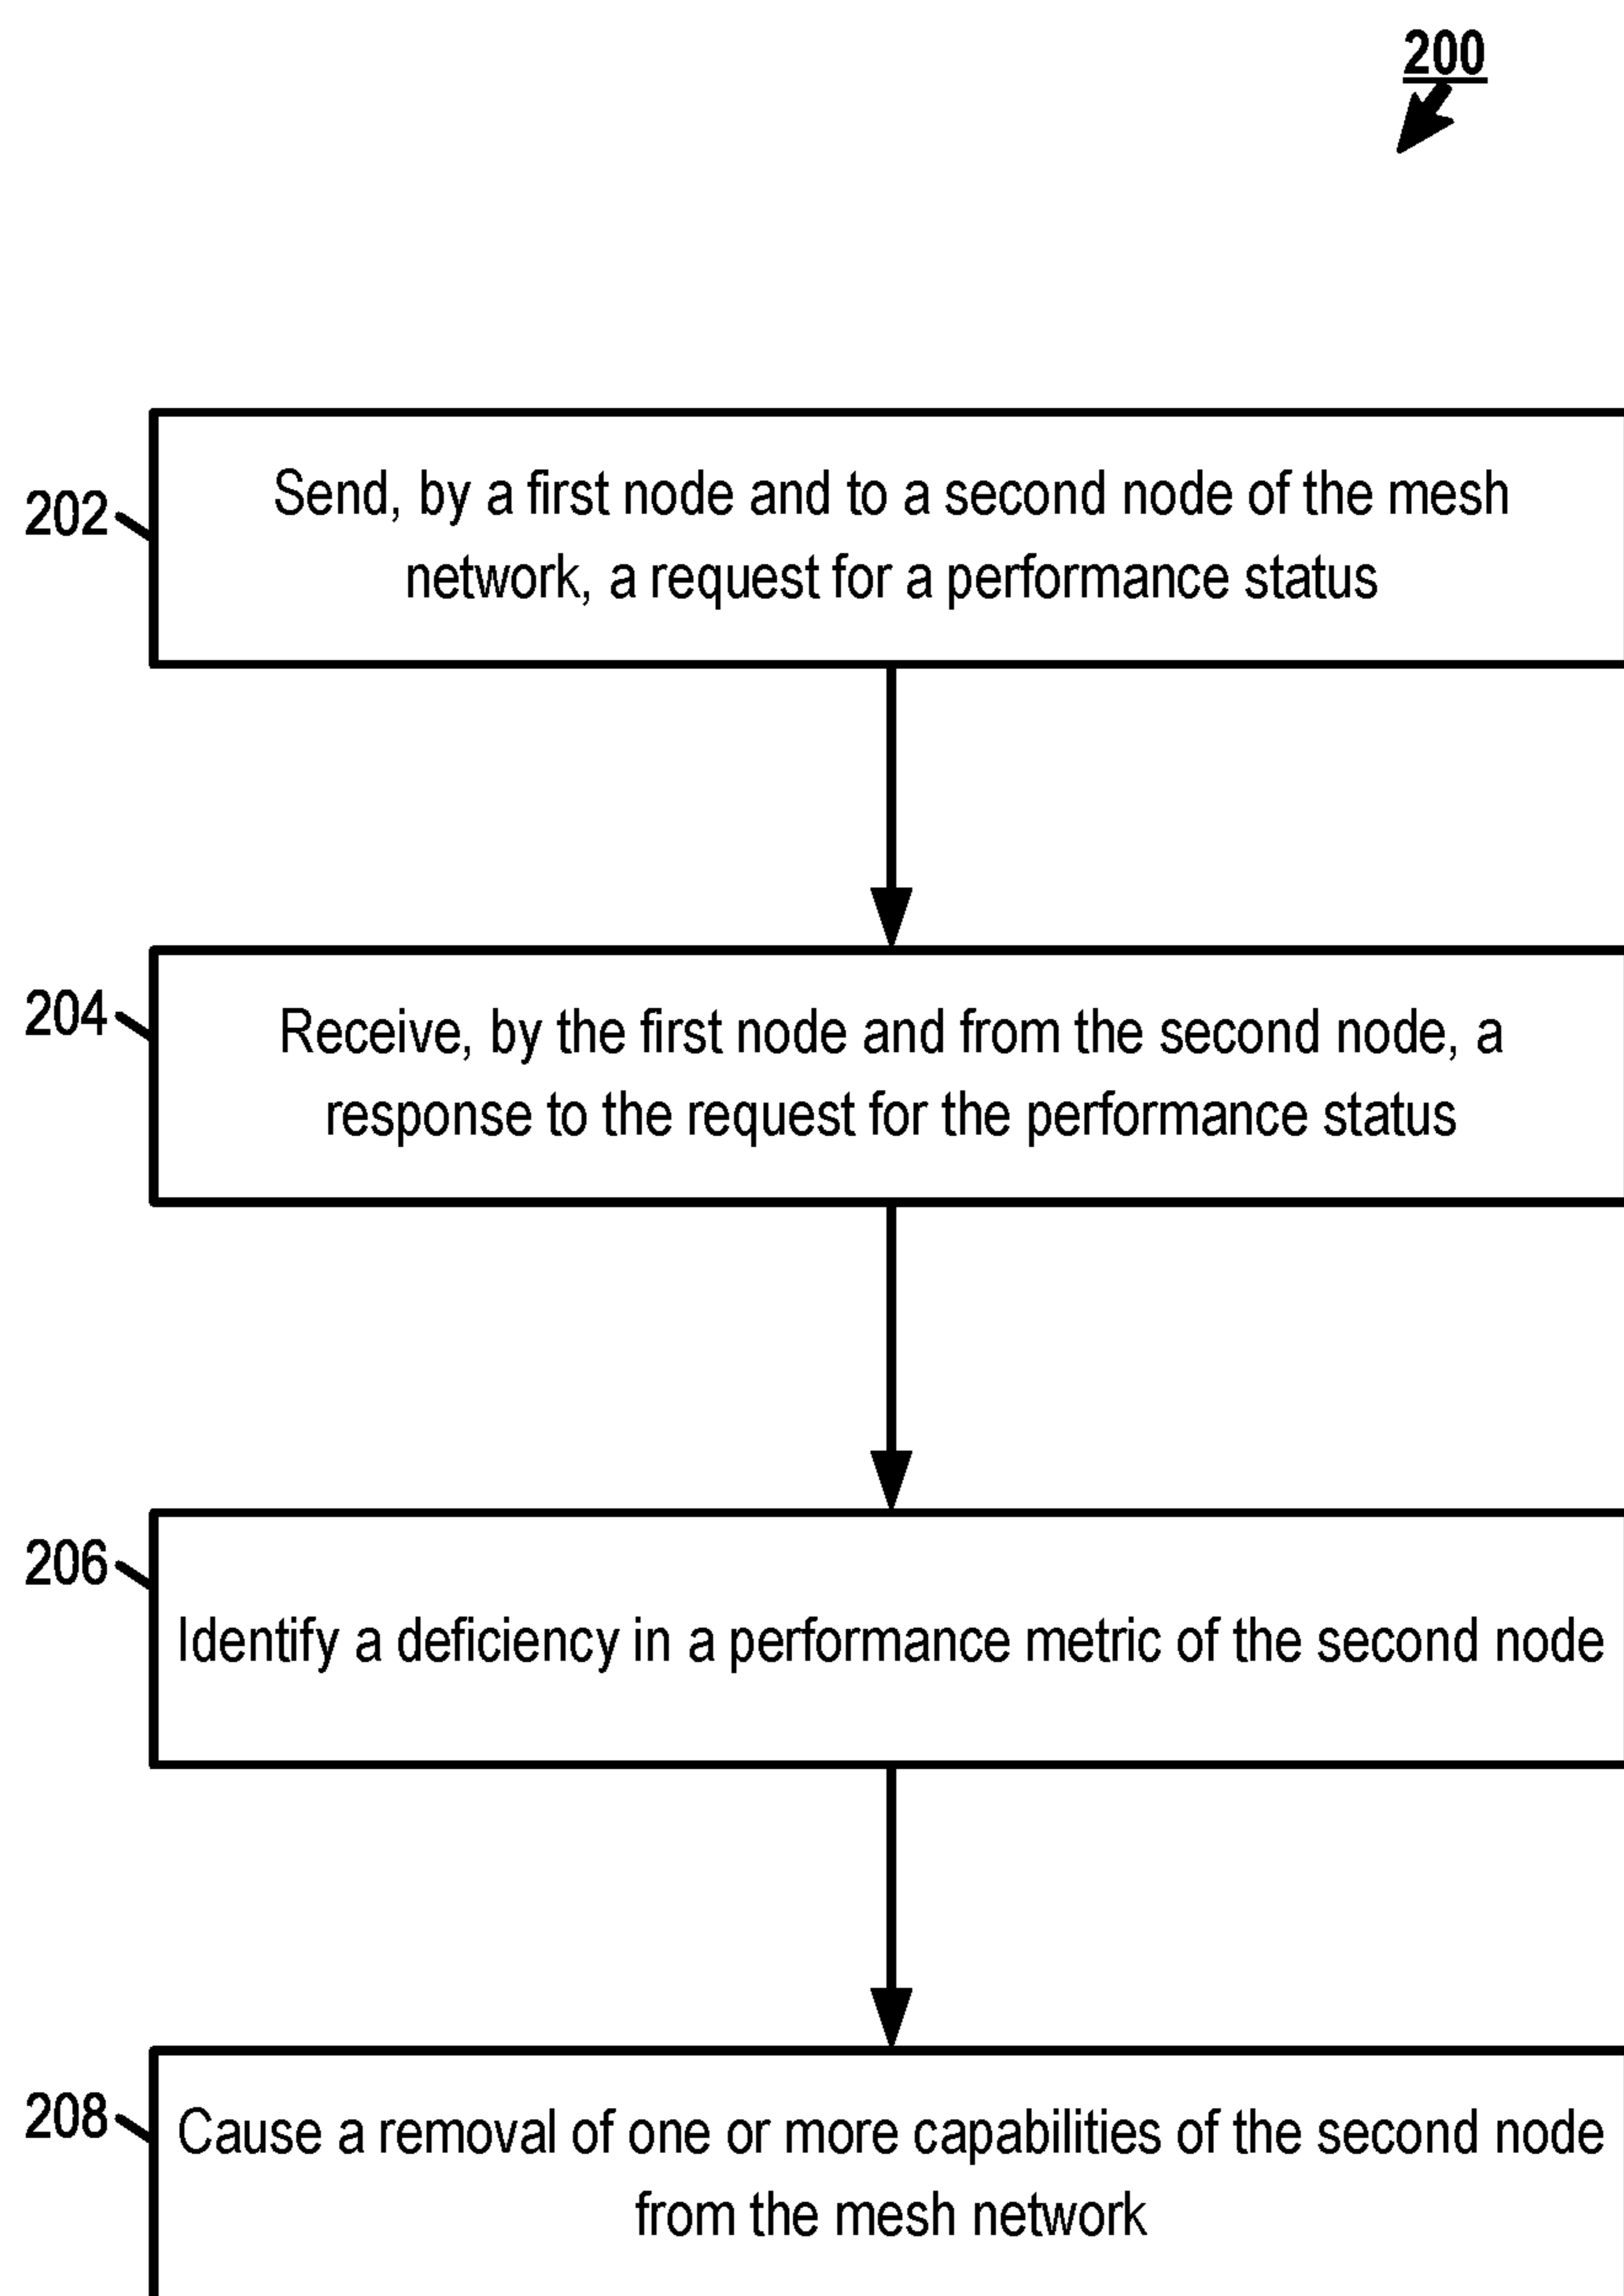 200
202
Send, by a first node and to a second node of the mesh
network, a request for a performance status
204
Receive, by the first node and from the second node, a
response to the request for the performance status
206
Identify a deficiency in a performance metric of the second node
208
Cause a removal of one or more capabilities of the second node
from the mesh network